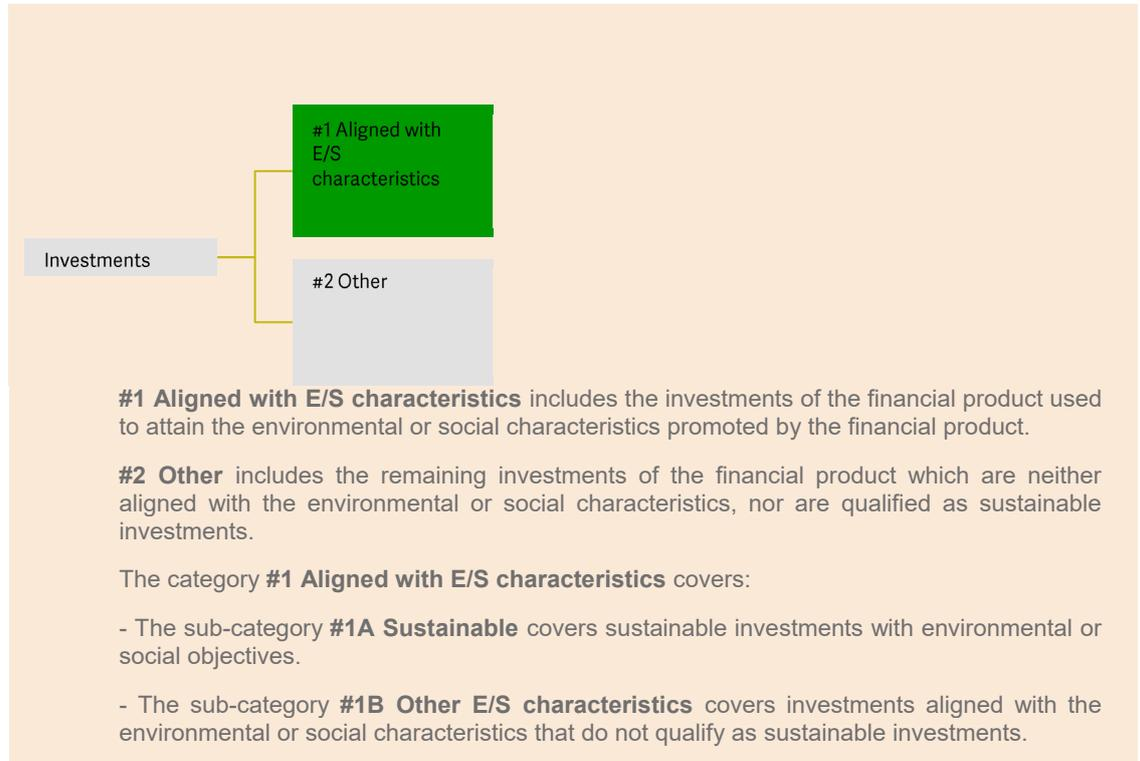 #1 Aligned with
E/S
characteristics
Investments
#2 Other
#1 Aligned with E/S characteristics includes the investments of the financial product used
to attain the environmental or social characteristics promoted by the financial product.
#2 Other includes the remaining investments of the financial product which are neither
aligned with the environmental or social characteristics, nor are qualified as sustainable
investments.
The category #1 Aligned with E/S characteristics covers:
- The sub-category #1A Sustainable covers sustainable investments with environmental or
social objectives.
- The sub-category #1B Other E/S characteristics covers investments aligned with the
environmental or social characteristics that do not qualify as sustainable investments.